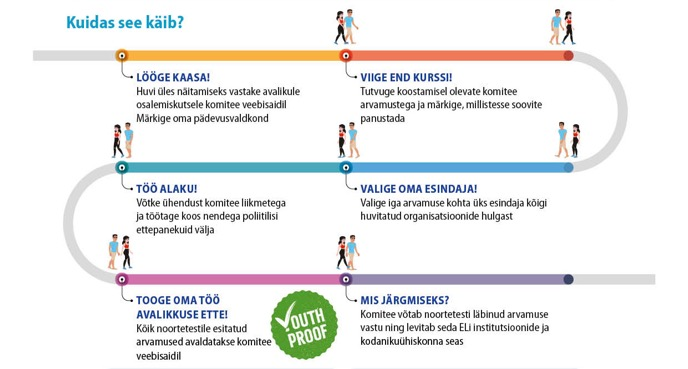 Kuidas see käib?
LÖÖGE KAASA!
Huvi üles näitamiseks vastake avalikule
osalemiskutsele komitee veebisaidil
Märkige oma pädevusvaldkond
VIIGE END KURSSI!
Tutvuge koostamisel olevate komitee
arvamustega ja märkige, millistesse soovite
panustada
TÖÖ ALAKU!
Võtke ühendust komitee liikmetega
ja töötage koos nendega poliitilisi
ettepanekuid välja
VALIGE OMA ESINDAJA!
Valige iga arvamuse kohta üks esindaja kõigi
huvitatud organisatsioonide hulgast
TOOGE OMA TÖÖ
AVALIKKUSE ETTE!
Kõik noortetestile esitatud
arvamused avaldatakse komitee
veebisaidil
YOUTH
PROOF
MIS JÄRGMISEKS?
Komitee võtab noortetesti läbinud arvamuse
vastu ning levitab seda ELi institutsioonide ja
kodanikuühiskonna seas